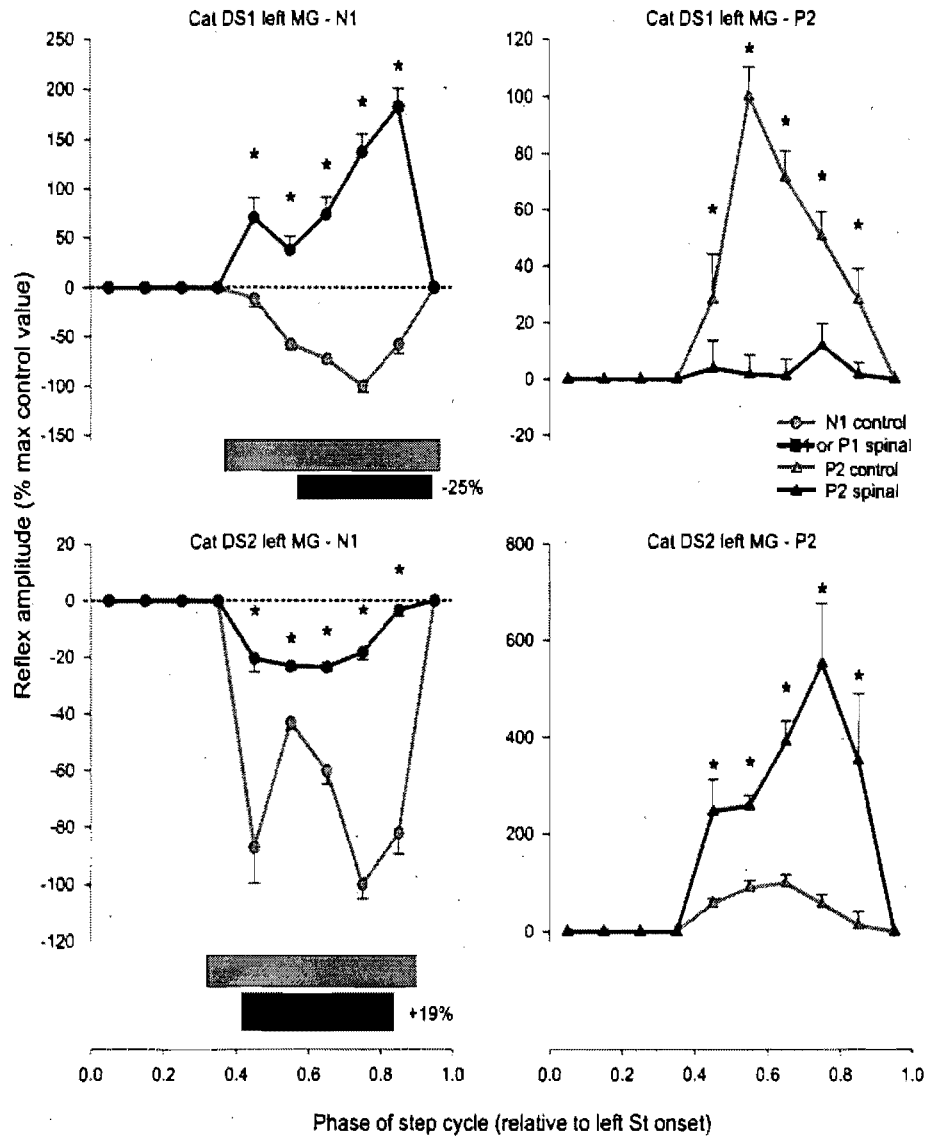 Cat DS1 left MG - N1
250
200
150
100
50
0
-50
-100
-150
-25%
Cat DS1 left MG - P2
120
100
80
60
40
20
0
-20
N1 control
or P1 spinal
P2 control
P2 spinal
Reflex amplitude (% max control value)
Cat DS2 left MG - N1
20
0
-20
-40
-60
-80
-100
-120
+19%
Cat DS2 left MG - P2
800
600
400
200
0
0.0 0.2 0.4 0.6 0.8 1.0
0.0 0.2 0.4 0.6 0.8 1.0
Phase of step cycle (relative to left St onset)